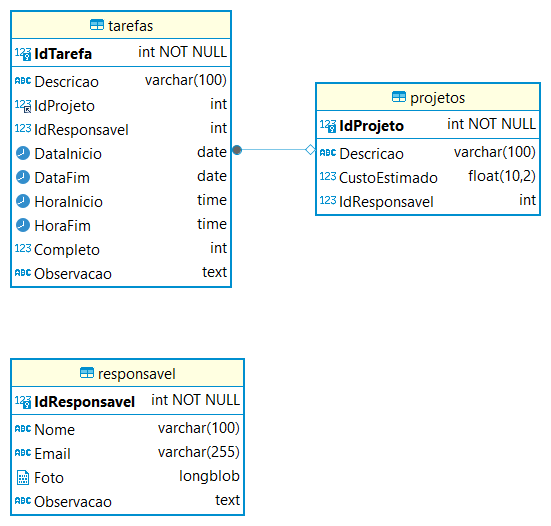 tarefas
123 IdTarefa int NOT NULL
ABC Descricao varchar(100)
123 IdProjeto int
123 IdResponsavel int
DataInicio date
DataFim date
HoraInicio time
HoraFim time
123 Completo int
ABC Observacao text
projetos
123 IdProjeto int NOT NULL
ABC Descricao varchar(100)
123 CustoEstimado float(10,2)
123 IdResponsavel int
responsavel
123 IdResponsavel int NOT NULL
ABC Nome varchar(100)
ABC Email varchar(255)
Foto longblob
ABC Observacao text